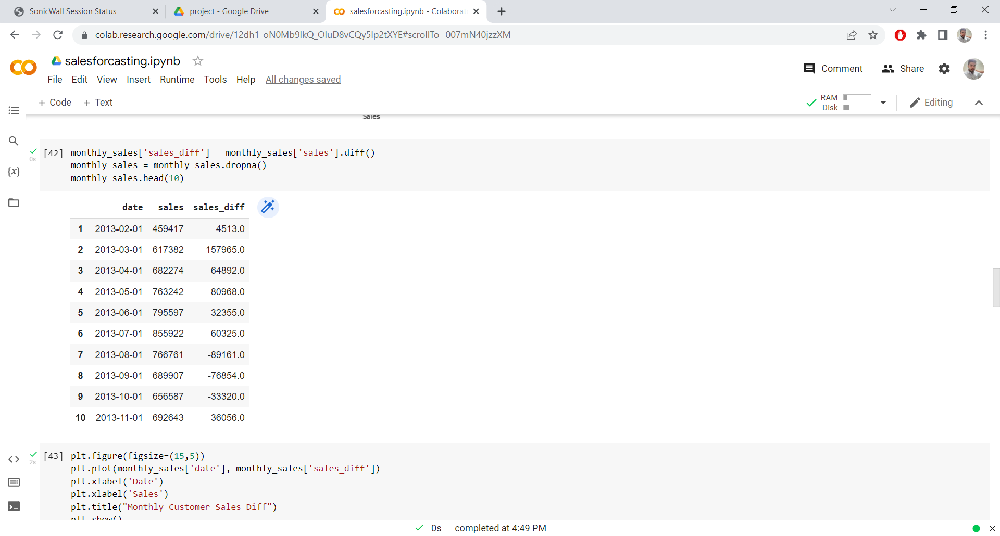 SonicWall Session Status
project - Google Drive
salesforcasting.ipynb - Colaborat
colab.research.google.com/drive/12dh1-oN0Mb9lkQ_OluD8vCQy5lp2tXYE#scrollTo=007mN40jzzXM
CO
salesforcasting.ipynb
Comment
Share
File Edit View Insert Runtime Tools Help All changes saved
+ Code + Text
RAM
Disk
Editing
Sales
{x}
0s
[42] monthly_sales['sales_diff'] = monthly_sales['sales'].diff()
monthly_sales = monthly_sales.dropna()
monthly_sales.head(10)
date sales sales_diff
1 2013-02-01 459417 4513.0
2 2013-03-01 617382 157965.0
3 2013-04-01 682274 64892.0
4 2013-05-01 763242 80968.0
5 2013-06-01 795597 32355.0
6 2013-07-01 855922 60325.0
7 2013-08-01 766761 -89161.0
8 2013-09-01 689907 -76854.0
9 2013-10-01 656587 -33320.0
10 2013-11-01 692643 36056.0
2s
[43] plt.figure(figsize=(15,5))
plt.plot(monthly_sales['date'], monthly_sales['sales_diff'])
plt.xlabel('Date')
plt.xlabel('Sales')
plt.title("Monthly Customer Sales Diff")
plt.show()
0s completed at 4:49 PM